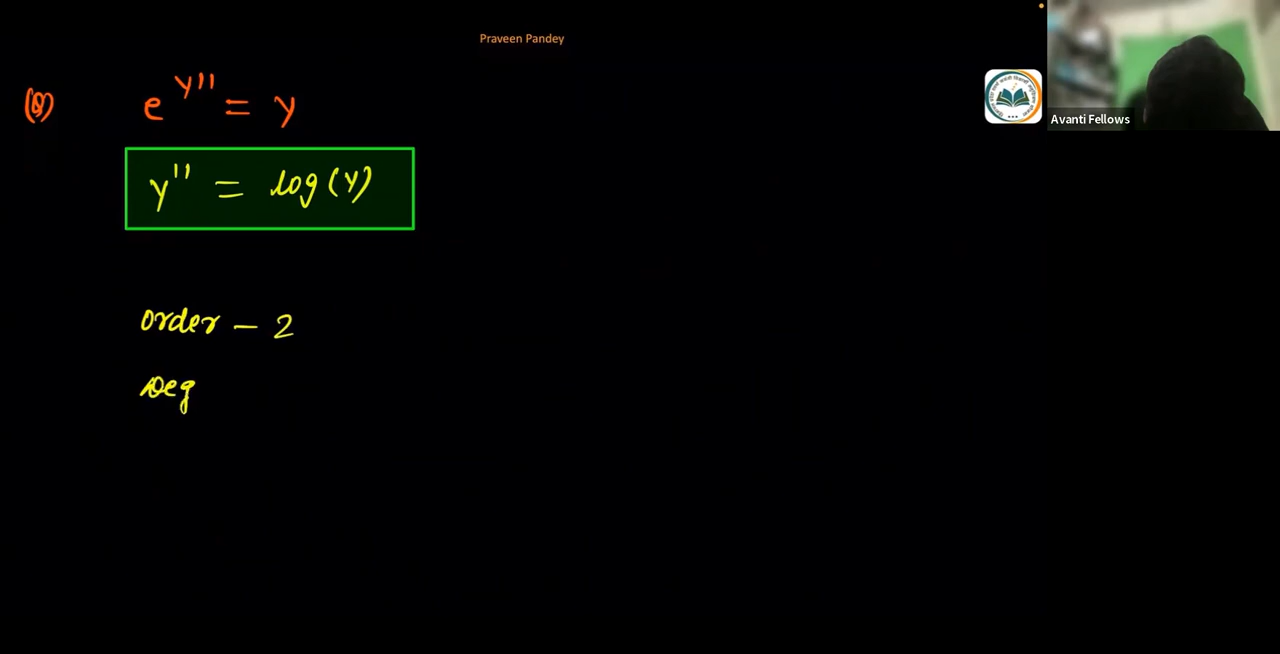 Praveen Pandey
(Q) e^{y''} = y
y'' = log(y)
order - 2
Deg
Avanti Fellows